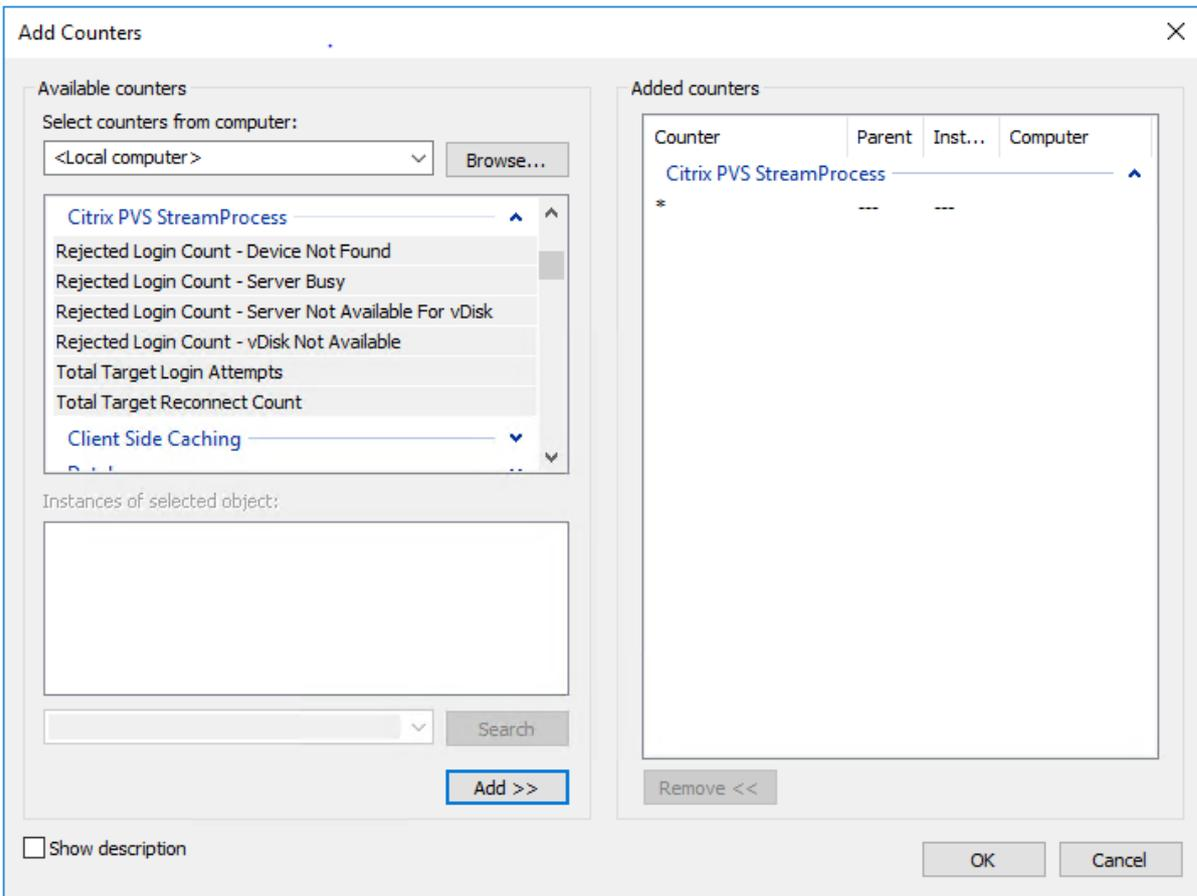 Add Counters
Available counters
Select counters from computer:
<Local computer>
Browse...
Citrix PVS StreamProcess
Rejected Login Count - Device Not Found
Rejected Login Count - Server Busy
Rejected Login Count - Server Not Available For vDisk
Rejected Login Count - vDisk Not Available
Total Target Login Attempts
Total Target Reconnect Count
Client Side Caching
Instances of selected object:
Search
Add >>
Show description
Added counters
Counter Parent Inst... Computer
Citrix PVS StreamProcess
* --- ---
Remove <<
OK Cancel